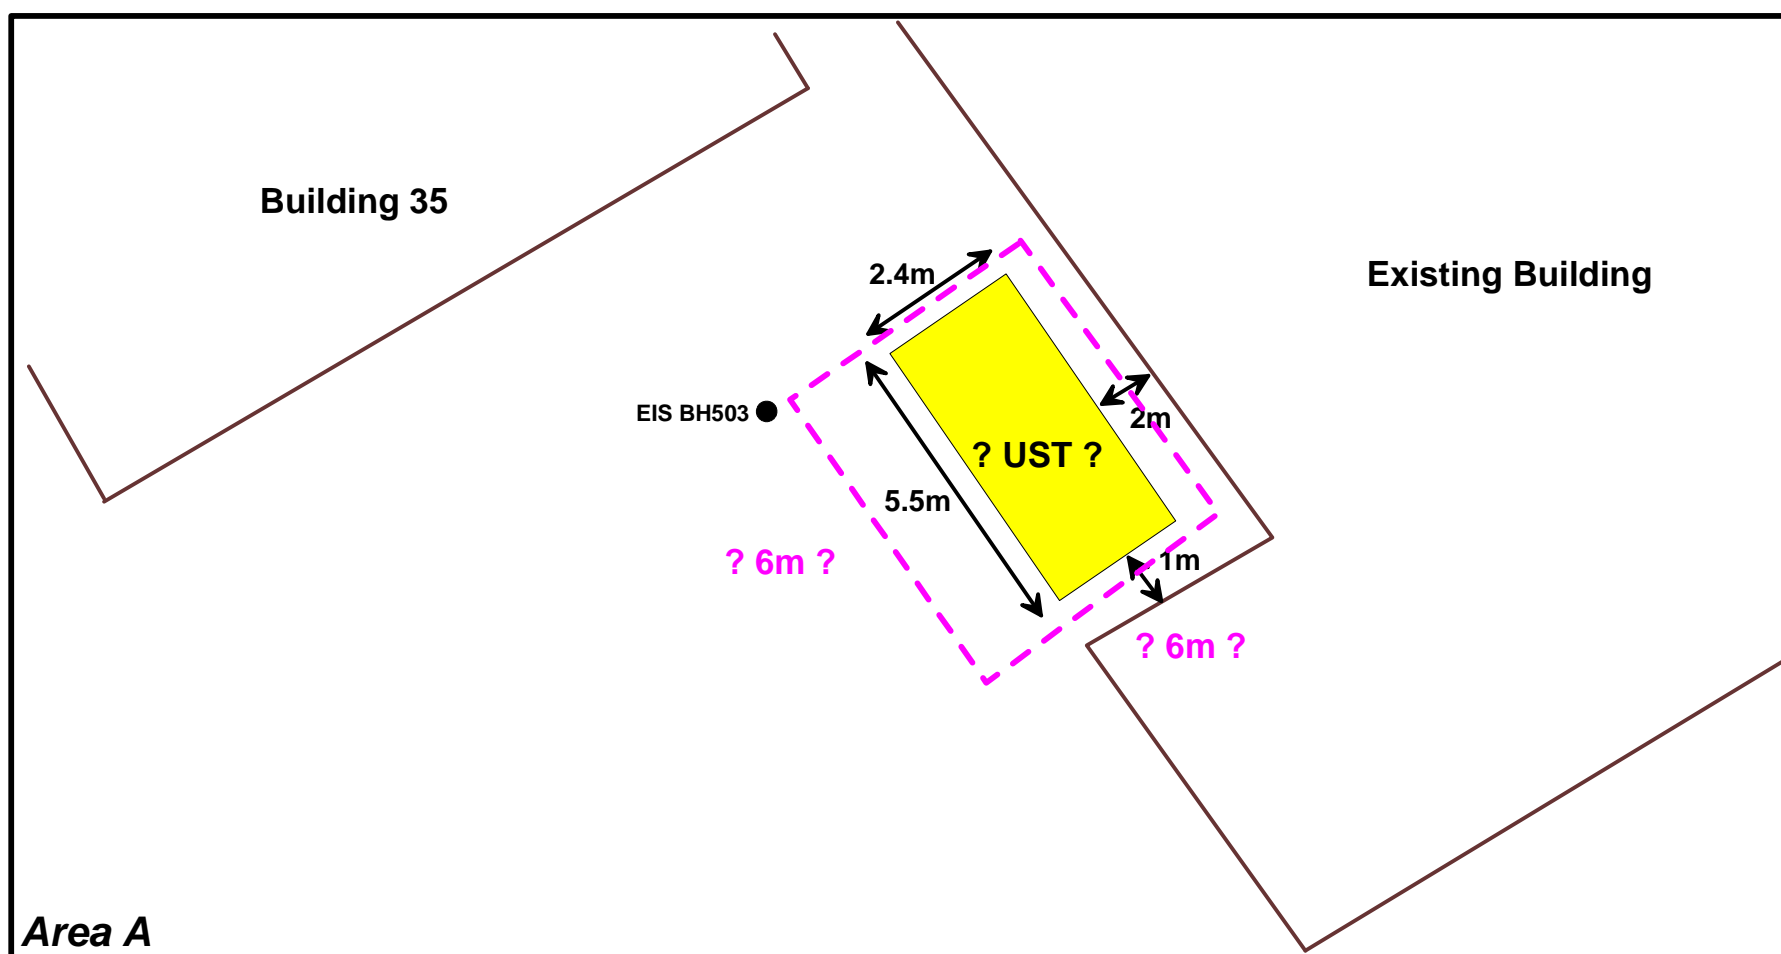 Building 35
2.4m
Existing Building
EIS BH503
2m
? UST ?
5.5m
? 6m ?
1m
? 6m ?
Area A